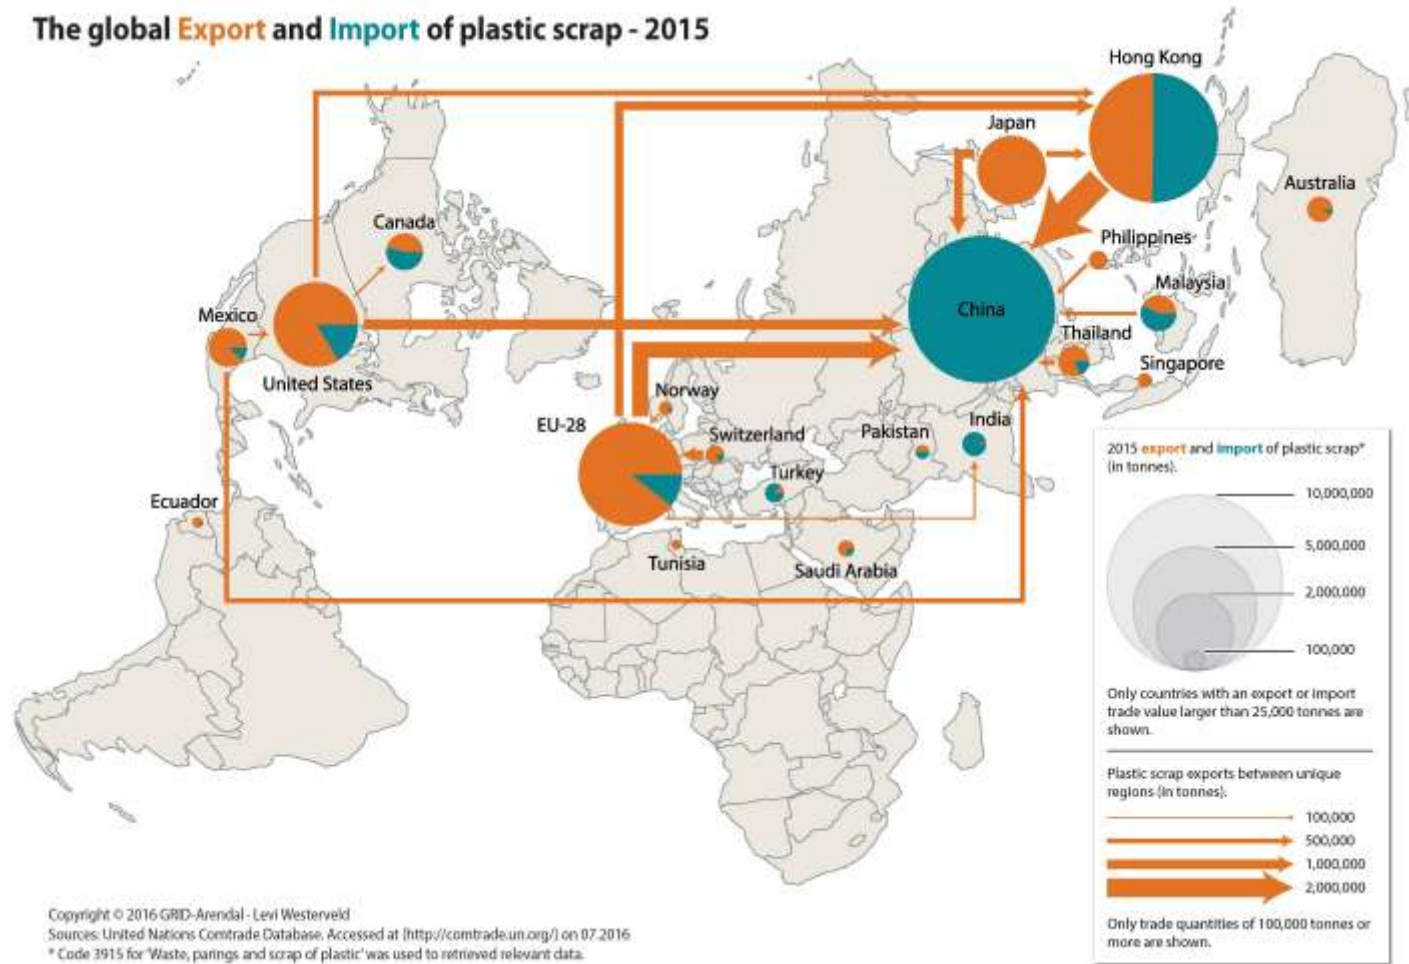 The global Export and Import of plastic scrap - 2015
Hong Kong
Japan
Australia
Canada
Philippines
Malaysia
Mexico
China
Thailand
Singapore
United States
Norway
EU-28
Switzerland
Pakistan
India
Turkey
Ecuador
Tunisia
Saudi Arabia
2015 export and import of plastic scrap*
(in tonnes).
10,000,000
5,000,000
2,000,000
100,000
Only countries with an export or import
trade value larger than 25,000 tonnes are
shown.
Plastic scrap exports between unique
regions (in tonnes).
100,000
500,000
1,000,000
2,000,000
Only trade quantities of 100,000 tonnes or
more are shown.
Copyright © 2016 GRID-Arendal - Levi Westerveld
Sources: United Nations Comtrade Database. Accessed at (http://comtrade.un.org/) on 07.2016
* Code 3915 for 'Waste, parings and scrap of plastic' was used to retrieved relevant data.